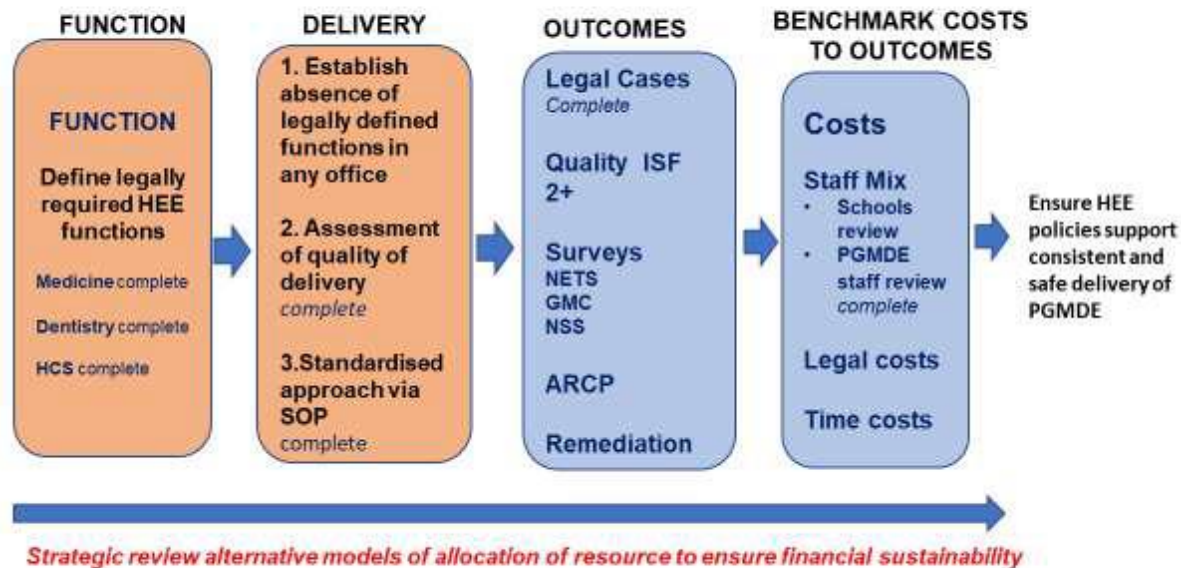 FUNCTION
FUNCTION
Define legally
required HEE
functions
Medicine complete
Dentistry complete
HCS complete
DELIVERY
1. Establish
absence of
legally defined
functions in
any office
2. Assessment
of quality of
delivery
complete
3.Standardised
approach via
SOP
complete
OUTCOMES
Legal Cases
Complete
Quality ISF
2+
Surveys
NETS
GMC
NSS
ARCP
Remediation
BENCHMARK COSTS
TO OUTCOMES
Costs
Staff Mix
• Schools
review
• PGMDE
staff review
complete
Legal costs
Time costs
Ensure HEE
policies support
consistent and
safe delivery of
PGMDE
Strategic review alternative models of allocation of resource to ensure financial sustainability